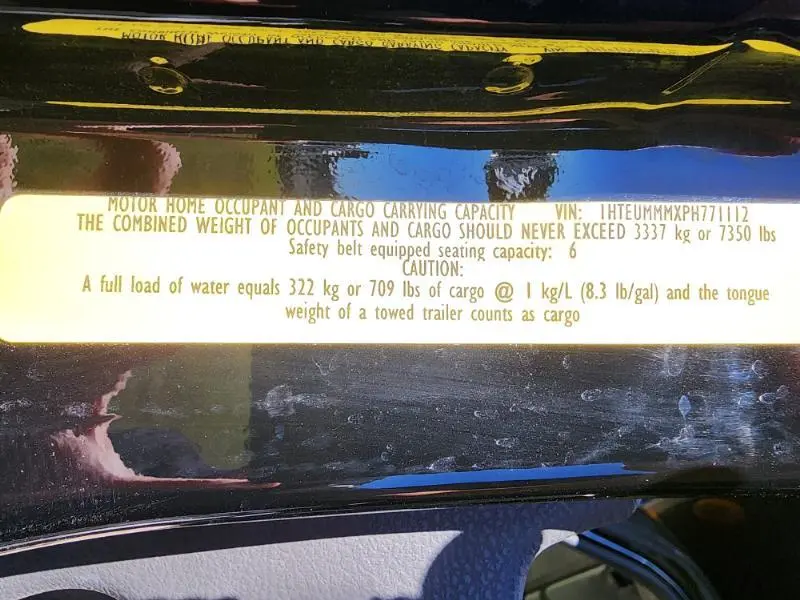 MOTOR HOME OCCUPANT AND CARGO CARRYING CAPACITY VIN: 1HTEUMMMXPH771112
THE COMBINED WEIGHT OF OCCUPANTS AND CARGO SHOULD NEVER EXCEED 3337 kg or 7350 lbs
Safety belt equipped seating capacity: 6
CAUTION:
A full load of water equals 322 kg or 709 lbs of cargo @ 1 kg/L (8.3 lb/gal) and the tongue
weight of a towed trailer counts as cargo